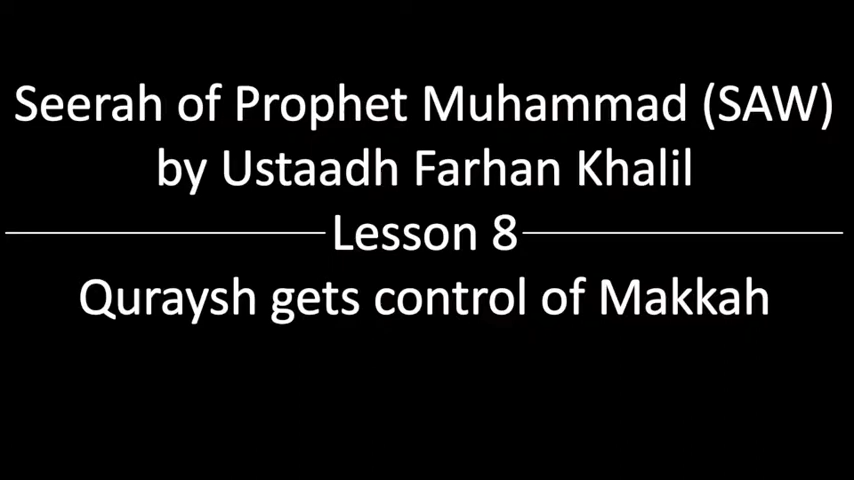 Seerah of Prophet Muhammad (SAW)
by Ustaadh Farhan Khalil
Lesson 8
Quraysh gets control of Makkah